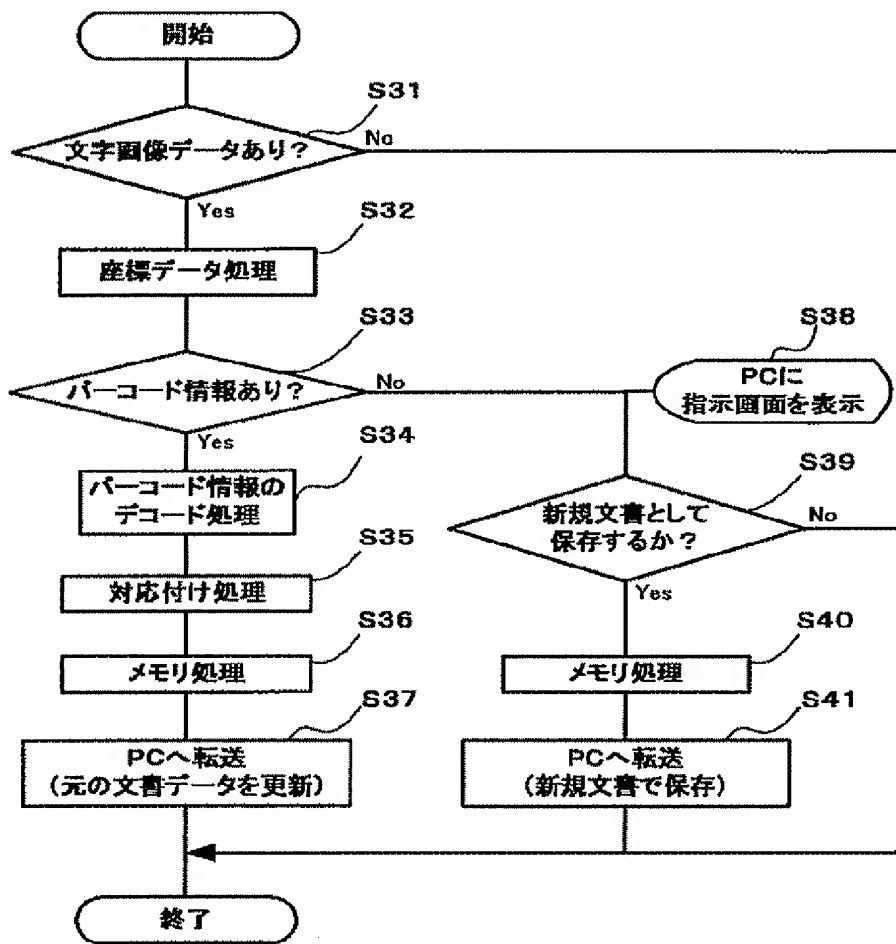 開始
S31
文字画像データあり？
No
Yes
S32
座標データ処理
S33
バーコード情報あり？
No
Yes
S34
バーコード情報の
デコード処理
S35
対応付け処理
S36
メモリ処理
S37
PCへ転送
（元の文書データを更新）
S38
PCに
指示画面を表示
S39
新規文書として
保存するか？
No
Yes
S40
メモリ処理
S41
PCへ転送
（新規文書で保存）
終了